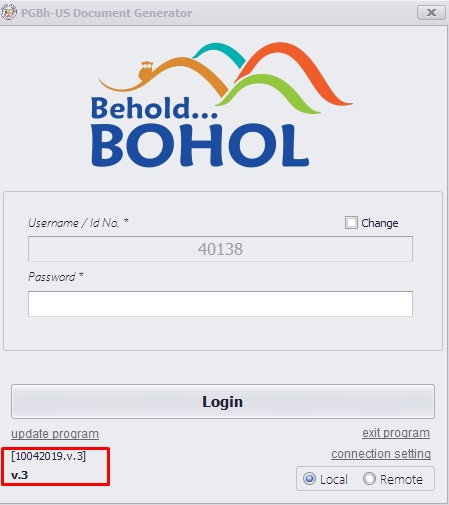 PGBh-US Document Generator
Behold...
BOHOL
Username / Id No. *
Change
40138
Password *
Login
update program
exit program
[10042019.v.3]
connection setting
v.3
Local
Remote